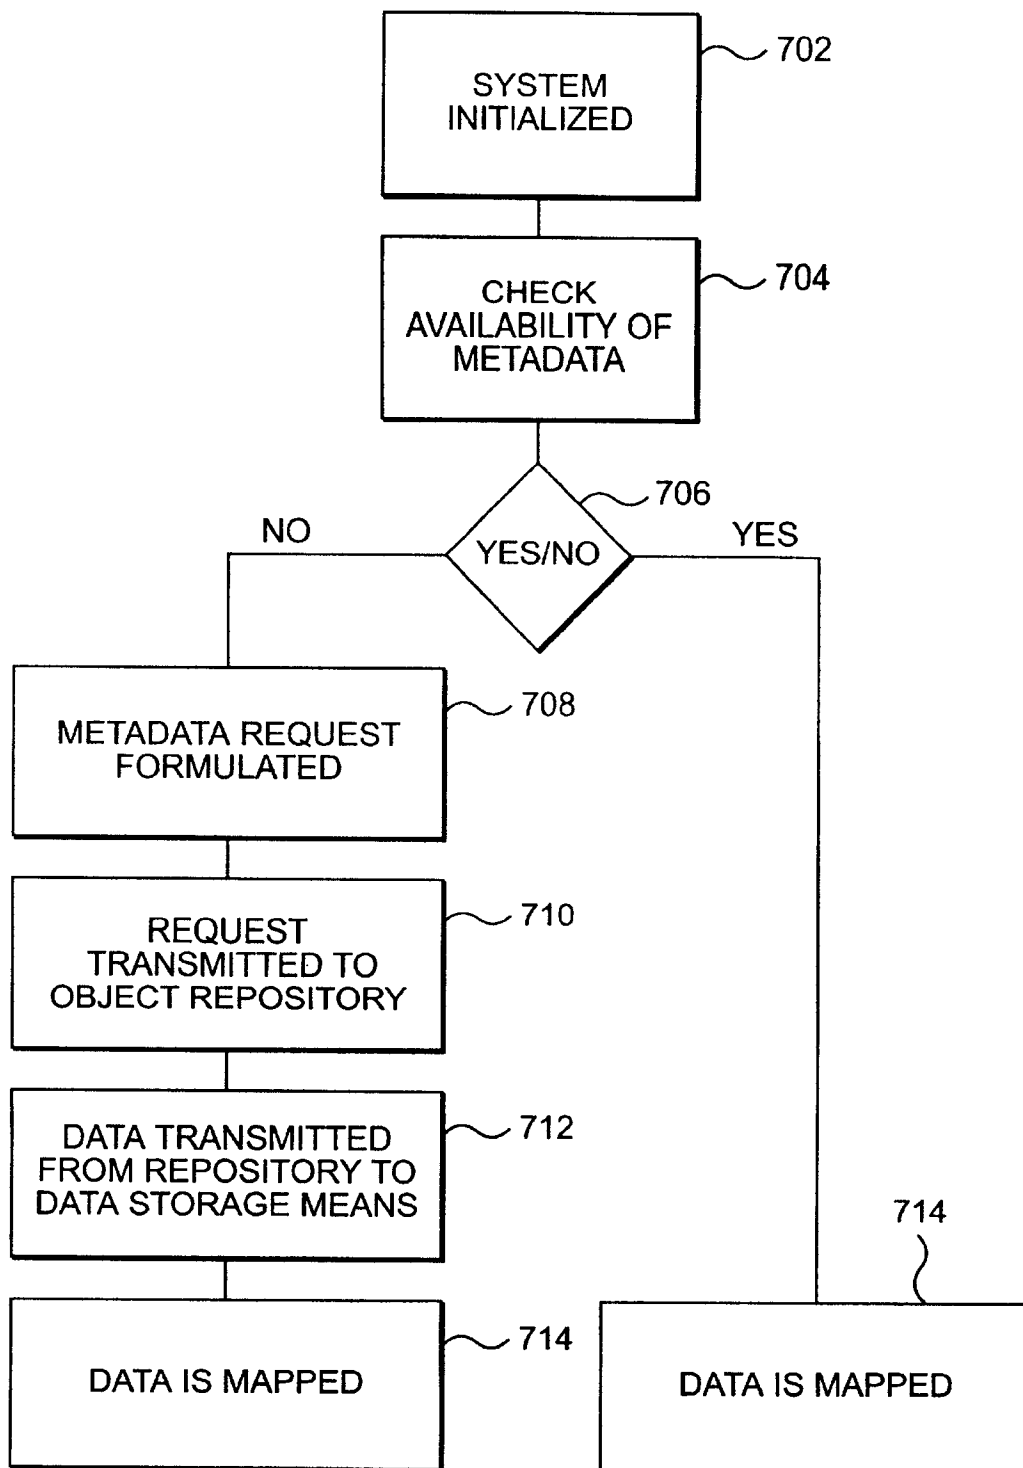 SYSTEM
INITIALIZED
702
CHECK
AVAILABILITY OF
METADATA
704
706
NO
YES/NO
YES
METADATA REQUEST
FORMULATED
708
REQUEST
TRANSMITTED TO
OBJECT REPOSITORY
710
DATA TRANSMITTED
FROM REPOSITORY TO
DATA STORAGE MEANS
712
DATA IS MAPPED
714
714
DATA IS MAPPED